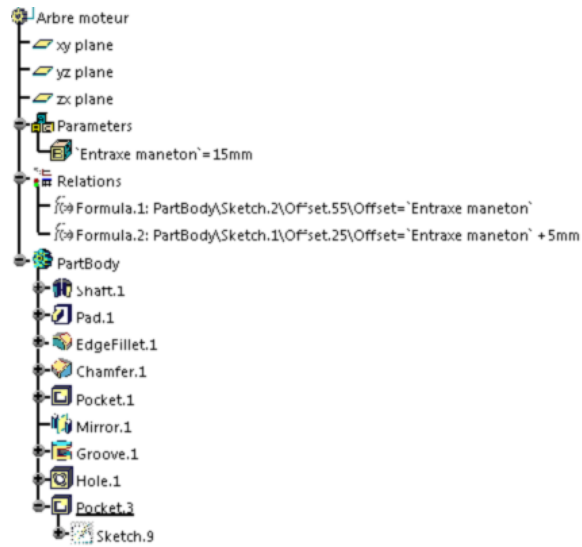 Arbre moteur
xy plane
yz plane
zx plane
Parameters
`Entraxe maneton`=15mm
Relations
f(x) Formula.1: PartBody\Sketch.2\Offset.55\Offset=`Entraxe maneton`
f(x) Formula.2: PartBody\Sketch.1\Offset.25\Offset=`Entraxe maneton` +5mm
PartBody
Shaft.1
Pad.1
EdgeFillet.1
Chamfer.1
Pocket.1
Mirror.1
Groove.1
Hole.1
Pocket.3
Sketch.9